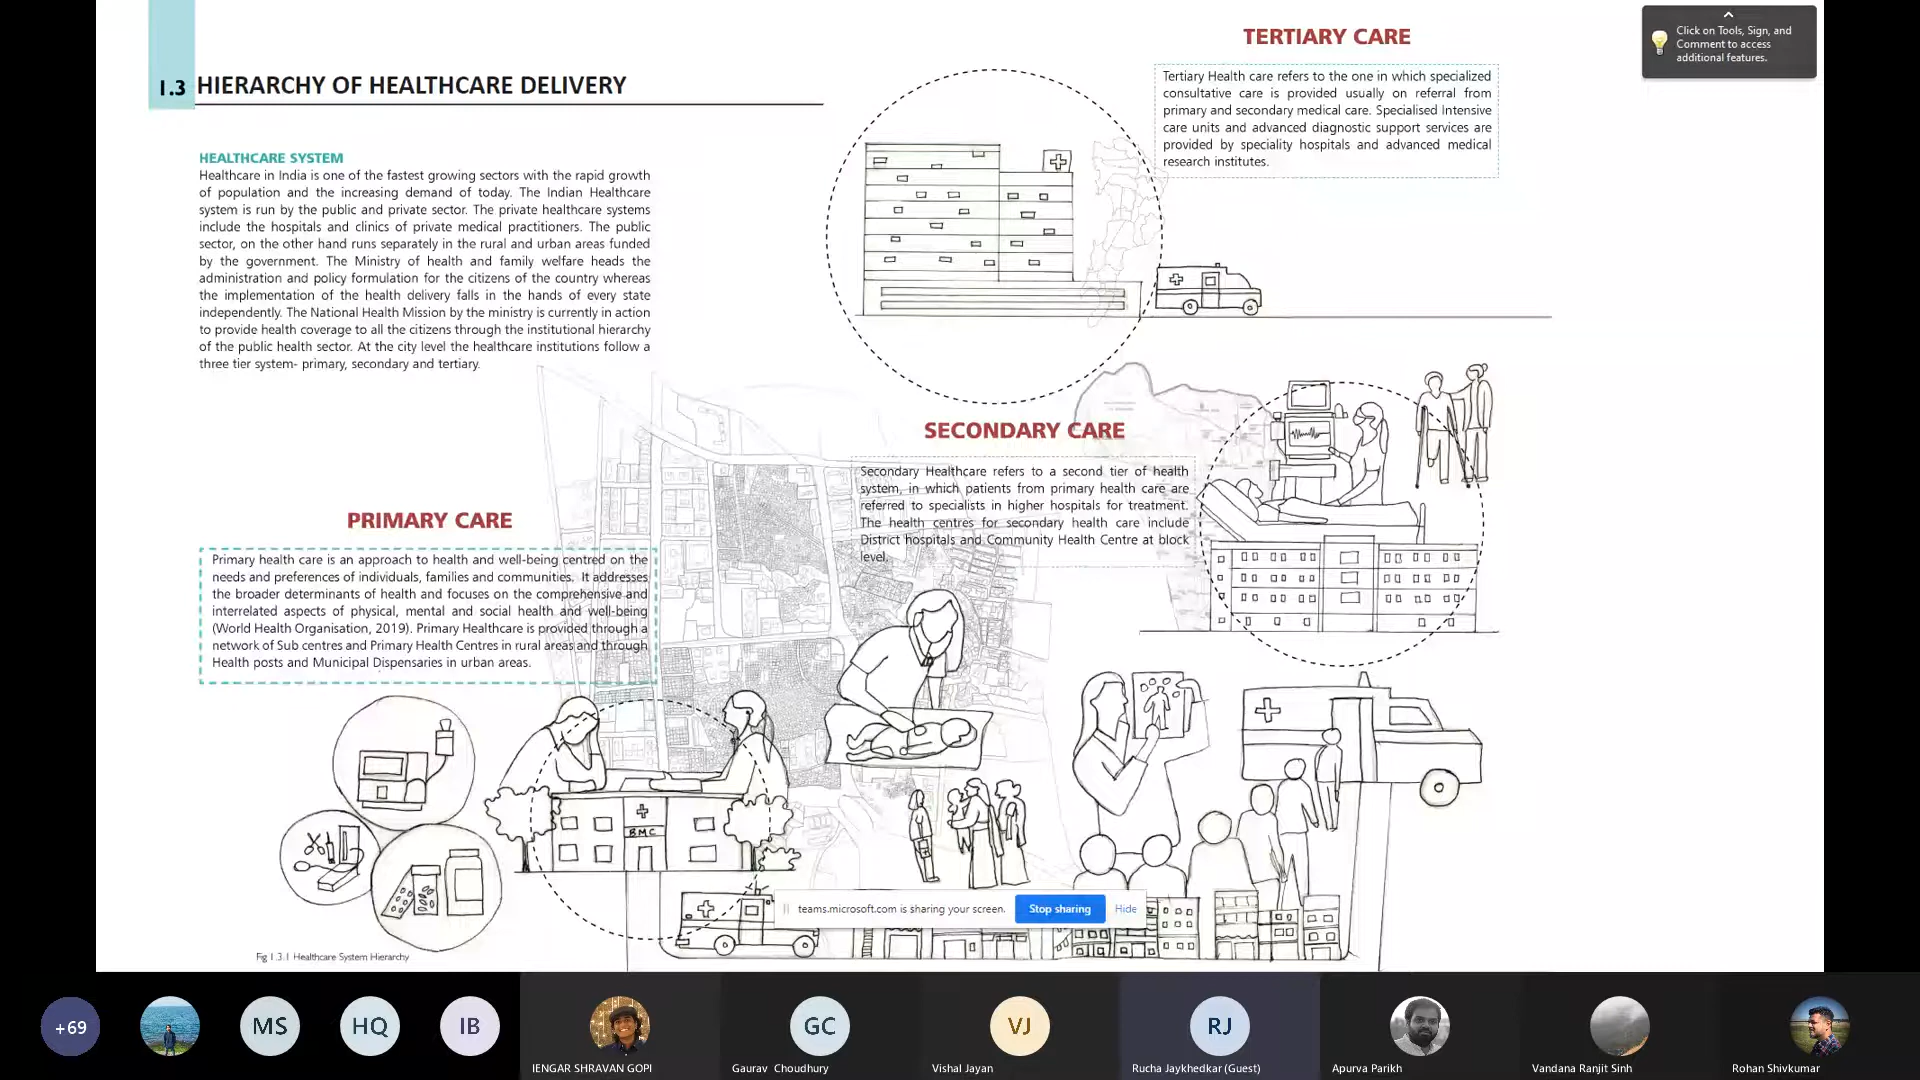 1.3 HIERARCHY OF HEALTHCARE DELIVERY
HEALTHCARE SYSTEM
Healthcare in India is one of the fastest growing sectors with the rapid growth
of population and the increasing demand of today. The Indian Healthcare
system is run by the public and private sector. The private healthcare systems
include the hospitals and clinics of private medical practitioners. The public
sector, on the other hand runs separately in the rural and urban areas funded
by the government. The Ministry of health and family welfare heads the
administration and policy formulation for the citizens of the country whereas
the implementation of the health delivery falls in the hands of every state
independently. The National Health Mission by the ministry is currently in action
to provide health coverage to all the citizens through the institutional hierarchy
of the public health sector. At the city level the healthcare institutions follow a
three tier system- primary, secondary and tertiary.
TERTIARY CARE
Tertiary Health care refers to the one in which specialized
consultative care is provided usually on referral from
primary and secondary medical care. Specialised Intensive
care units and advanced diagnostic support services are
provided by speciality hospitals and advanced medical
research institutes.
Click on Tools, Sign, and
Comment to access
additional features.
SECONDARY CARE
Secondary Healthcare refers to a second tier of health
system, in which patients from primary health care are
referred to specialists in higher hospitals for treatment.
The health centres for secondary health care include
District hospitals and Community Health Centre at block
level.
PRIMARY CARE
Primary health care is an approach to health and well-being centred on the
needs and preferences of individuals, families and communities. It addresses
the broader determinants of health and focuses on the comprehensive and
interrelated aspects of physical, mental and social health and well-being
(World Health Organisation, 2019). Primary Healthcare is provided through a
network of Sub centres and Primary Health Centres in rural areas and through
Health posts and Municipal Dispensaries in urban areas.
BMC
teams.microsoft.com is sharing your screen. Stop sharing Hide
Fig 1.3.1 Healthcare System Hierarchy
+69
MS
HQ
IB
IENGAR SHRAVAN GOPI
GC
Gaurav Choudhury
VJ
Vishal Jayan
RJ
Rucha Jaykhedkar (Guest)
Apurva Parikh
Vandana Ranjit Sinh
Rohan Shivkumar